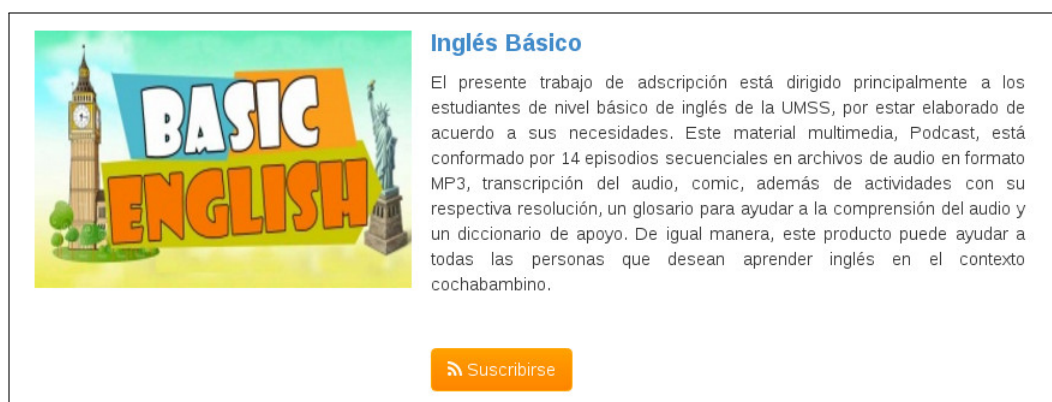 BASIC
ENGLISH
Inglés Básico
El presente trabajo de adscripción está dirigido principalmente a los
estudiantes de nivel básico de inglés de la UMSS, por estar elaborado de
acuerdo a sus necesidades. Este material multimedia, Podcast, está
conformado por 14 episodios secuenciales en archivos de audio en formato
MP3, transcripción del audio, comic, además de actividades con su
respectiva resolución, un glosario para ayudar a la comprensión del audio y
un diccionario de apoyo. De igual manera, este producto puede ayudar a
todas las personas que desean aprender inglés en el contexto
cochabambino.
Suscribirse